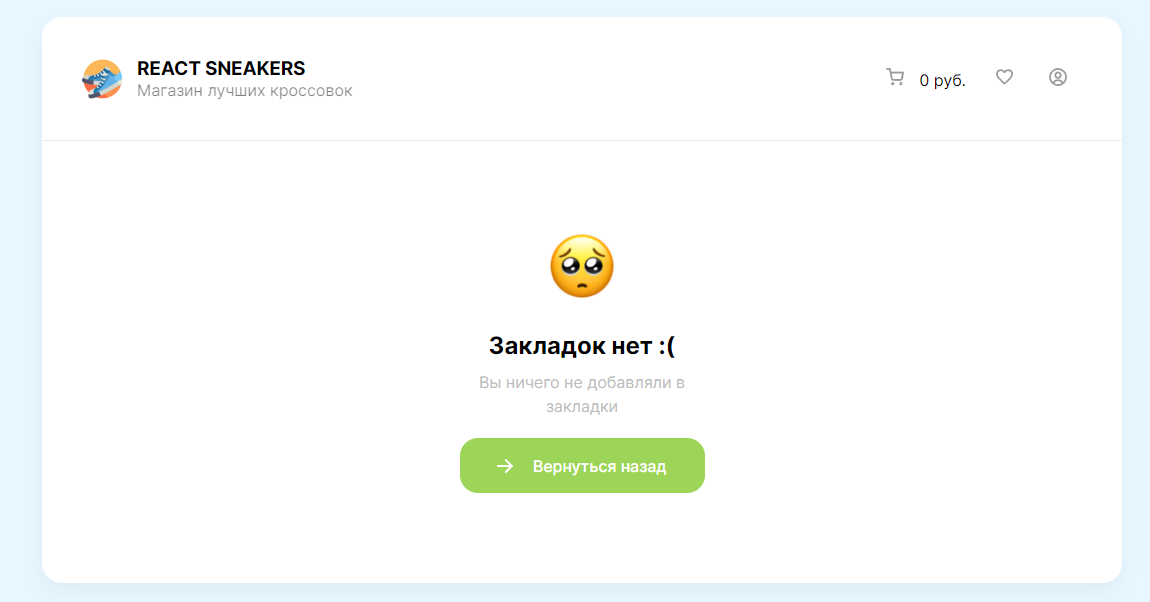 REACT SNEAKERS
Магазин лучших кроссовок
0 руб.
Закладок нет :(
Вы ничего не добавляли в
закладки
Вернуться назад